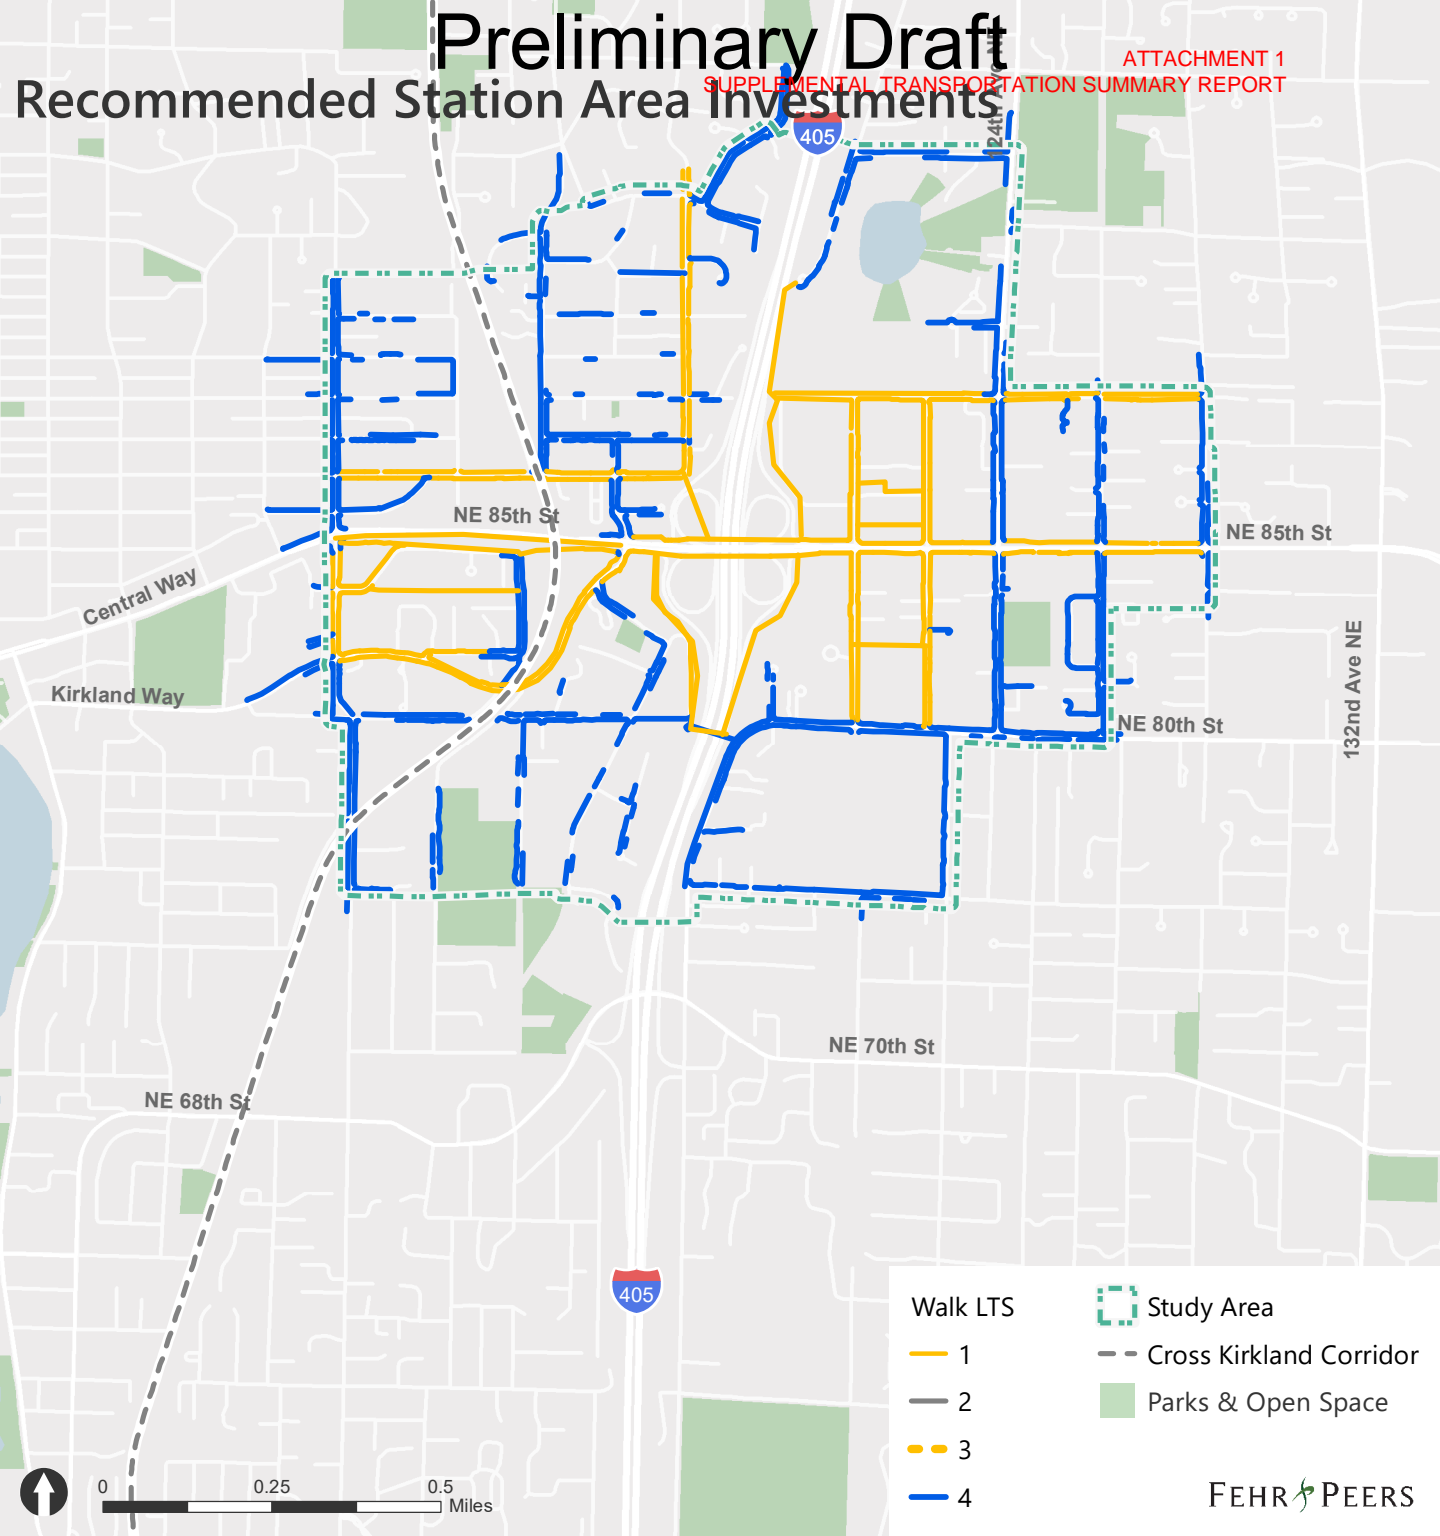 Preliminary Draft
ATTACHMENT 1
SUPPLEMENTAL TRANSPORTATION SUMMARY REPORT
Recommended Station Area Investments
124th Ave NE
405
NE 85th St
NE 85th St
Central Way
Kirkland Way
NE 80th St
132nd Ave NE
NE 70th St
NE 68th St
405
Walk LTS
1
2
3
4
Study Area
Cross Kirkland Corridor
Parks & Open Space
0 0.25 0.5
Miles
FEHR PEERS